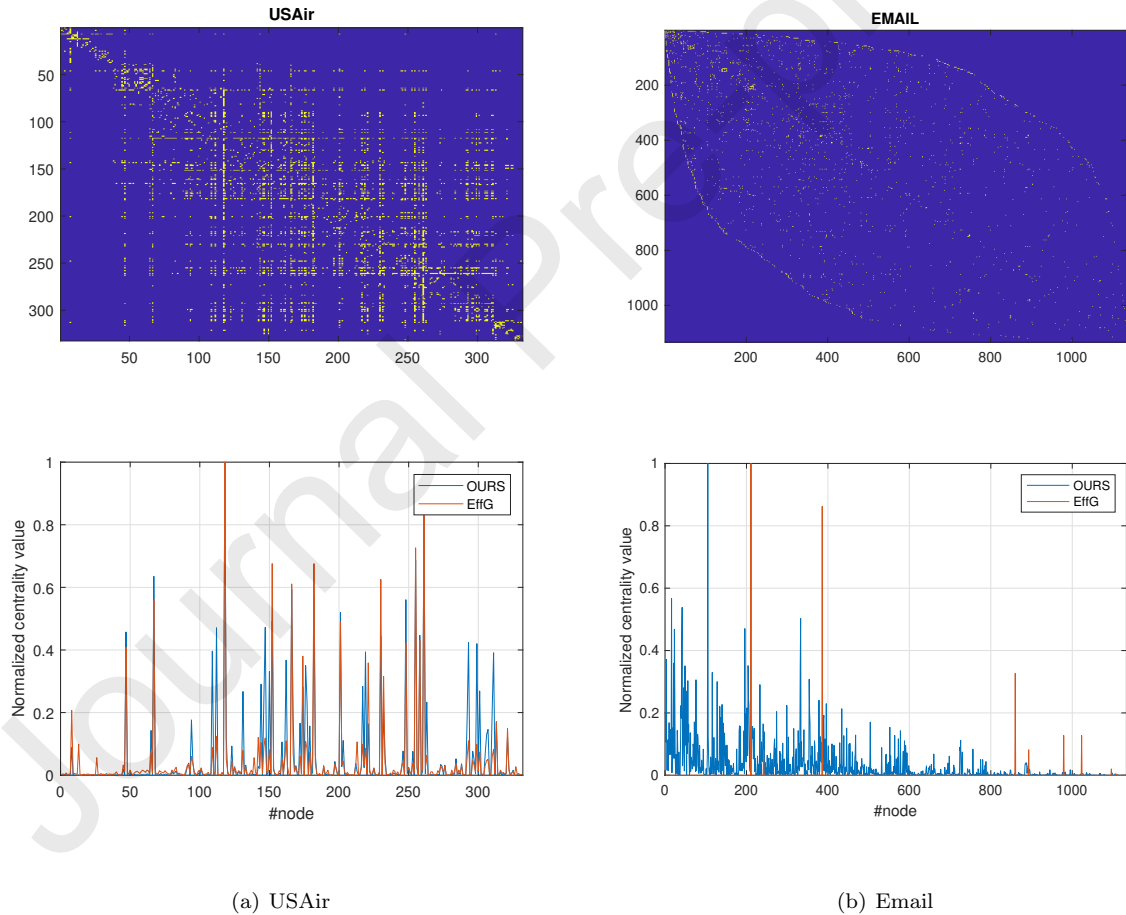 USAir
50
100
150
200
250
300
50 100 150 200 250 300
EMAIL
200
400
600
800
1000
200 400 600 800 1000
Normalized centrality value
1
0.8
0.6
0.4
0.2
0
0 50 100 150 200 250 300
#node
OURS
EffG
Normalized centrality value
1
0.8
0.6
0.4
0.2
0
0 200 400 600 800 1000
#node
OURS
EffG
(a) USAir
(b) Email
Journal Pre-pro